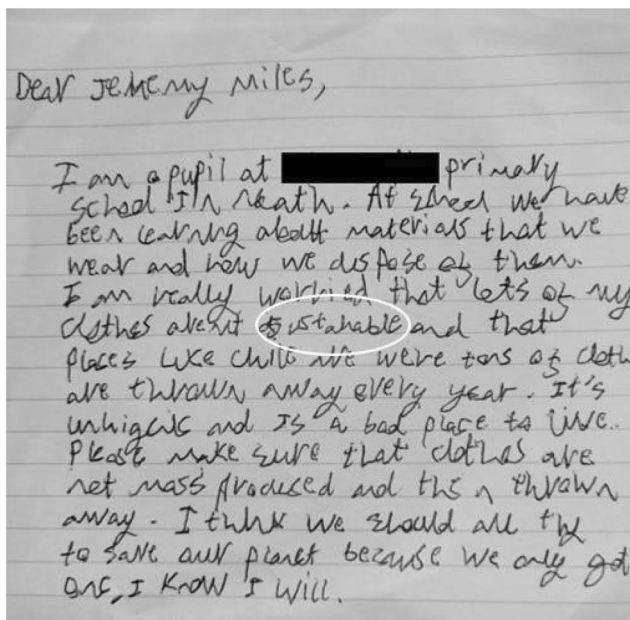 Dear Jeremy Miles,
I am a pupil at primary
school In neath. At school we have
been learning about materials that we
wear and how we dispose of them.
I am really worried that lots of my
clothes aren't sustanable and that
places like chile are were tons of cloth
are thrown away every year. It's
unhigenic and Is a bad place to live.
Please make sure that clothes are
not mass prodused and then thrown
away. I think we should all try
to save our planet because we only got
one, I know I will.